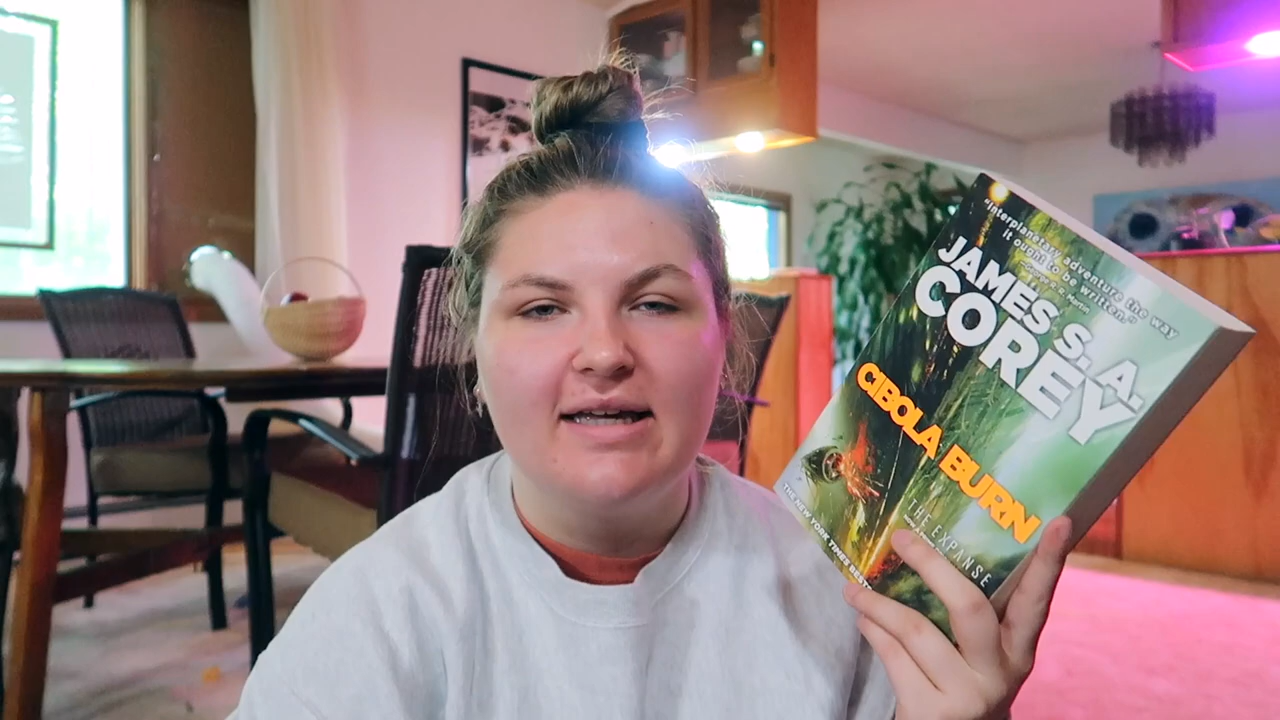 "Interplanetary adventure the way
it ought to be written."
JAMES S. A.
COREY
CIBOLA BURN
THE EXPANSE
THE NEW YORK TIMES